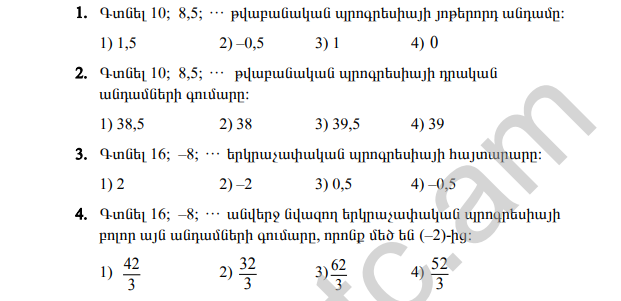 1. Գտնել 10; 8,5; ··· թվաբանական պրոգրեսիայի յոթերորդ անդամը:
1) 1,5 2) –0,5 3) 1 4) 0
2. Գտնել 10; 8,5; ··· թվաբանական պրոգրեսիայի դրական
անդամների գումարը:
1) 38,5 2) 38 3) 39,5 4) 39
3. Գտնել 16; –8; ··· երկրաչափական պրոգրեսիայի հայտարարը:
1) 2 2) –2 3) 0,5 4) –0,5
4. Գտնել 16; –8; ··· անվերջ նվազող երկրաչափական պրոգրեսիայի
բոլոր այն անդամների գումարը, որոնք մեծ են (–2)-ից:
1) 42/3 2) 32/3 3) 62/3 4) 52/3
tc.am